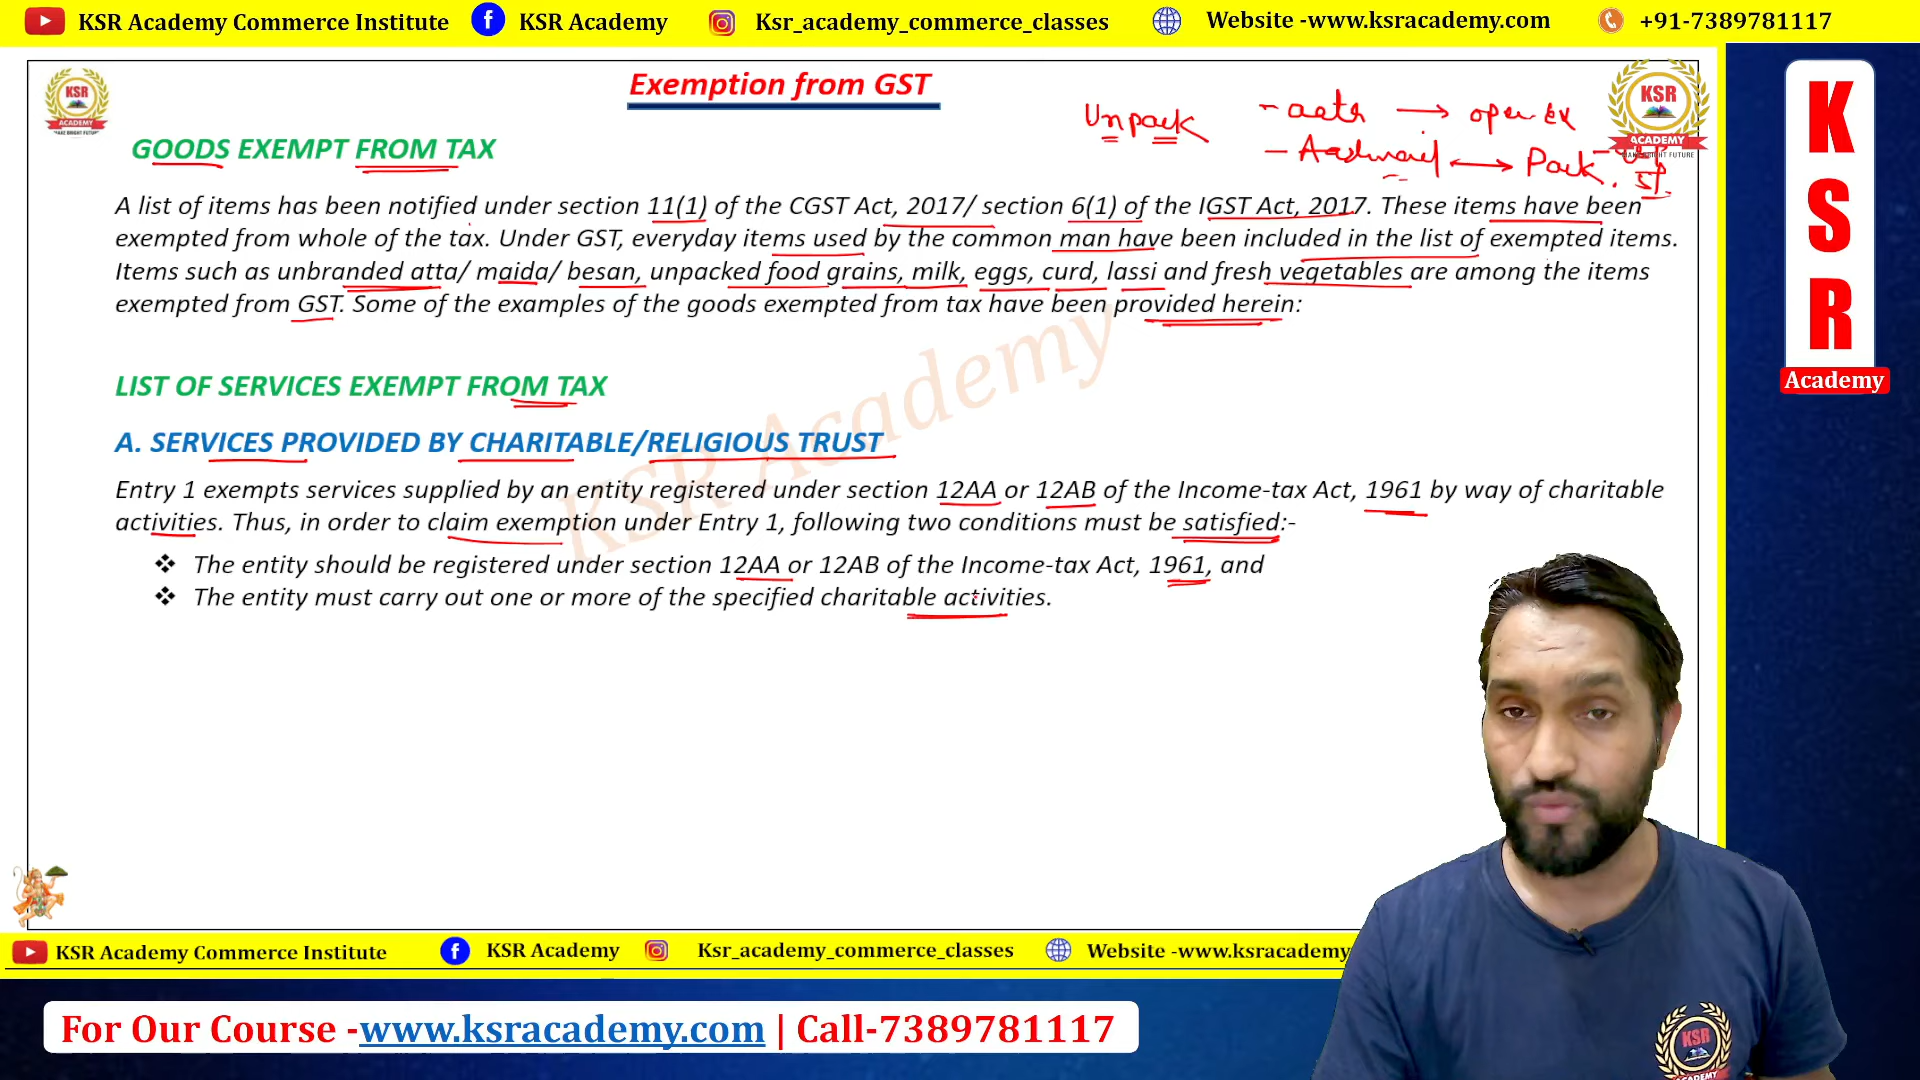 KSR Academy Commerce Institute KSR Academy Ksr_academy_commerce_classes Website -www.ksracademy.com +91-7389781117
Exemption from GST
KSR
ACADEMY
KSR
ACADEMY
K
S
R
Academy
Unpack
- aata → open ex
- Aashirvad → Pack
GOODS EXEMPT FROM TAX
A list of items has been notified under section 11(1) of the CGST Act, 2017/ section 6(1) of the IGST Act, 2017. These items have been
exempted from whole of the tax. Under GST, everyday items used by the common man have been included in the list of exempted items.
Items such as unbranded atta/ maida/ besan, unpacked food grains, milk, eggs, curd, lassi and fresh vegetables are among the items
exempted from GST. Some of the examples of the goods exempted from tax have been provided herein:
KSR Academy
LIST OF SERVICES EXEMPT FROM TAX
A. SERVICES PROVIDED BY CHARITABLE/RELIGIOUS TRUST
Entry 1 exempts services supplied by an entity registered under section 12AA or 12AB of the Income-tax Act, 1961 by way of charitable
activities. Thus, in order to claim exemption under Entry 1, following two conditions must be satisfied:-
❖ The entity should be registered under section 12AA or 12AB of the Income-tax Act, 1961, and
❖ The entity must carry out one or more of the specified charitable activities.
KSR Academy Commerce Institute KSR Academy Ksr_academy_commerce_classes Website -www.ksracademy
For Our Course -www.ksracademy.com | Call-7389781117
KSR
ACADEMY